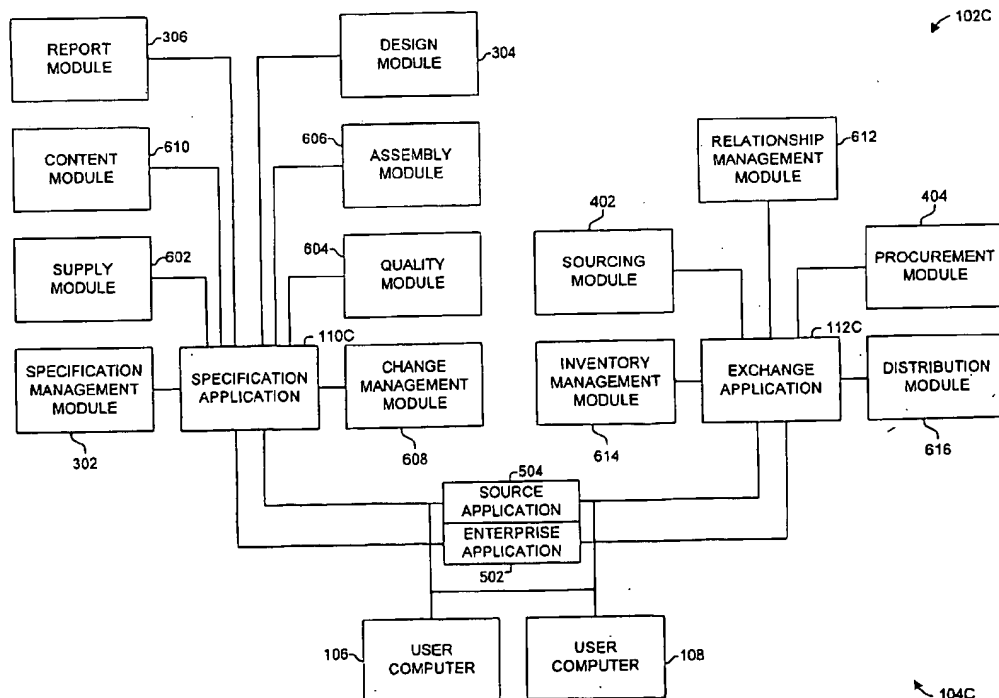 102C
306
REPORT
MODULE
DESIGN
MODULE
304
610
CONTENT
MODULE
606
ASSEMBLY
MODULE
RELATIONSHIP
MANAGEMENT
MODULE
612
602
SUPPLY
MODULE
604
QUALITY
MODULE
402
SOURCING
MODULE
404
PROCUREMENT
MODULE
SPECIFICATION
MANAGEMENT
MODULE
302
110C
SPECIFICATION
APPLICATION
CHANGE
MANAGEMENT
MODULE
608
INVENTORY
MANAGEMENT
MODULE
614
112C
EXCHANGE
APPLICATION
DISTRIBUTION
MODULE
616
504
SOURCE
APPLICATION
ENTERPRISE
APPLICATION
502
106
USER
COMPUTER
USER
COMPUTER
108
104C